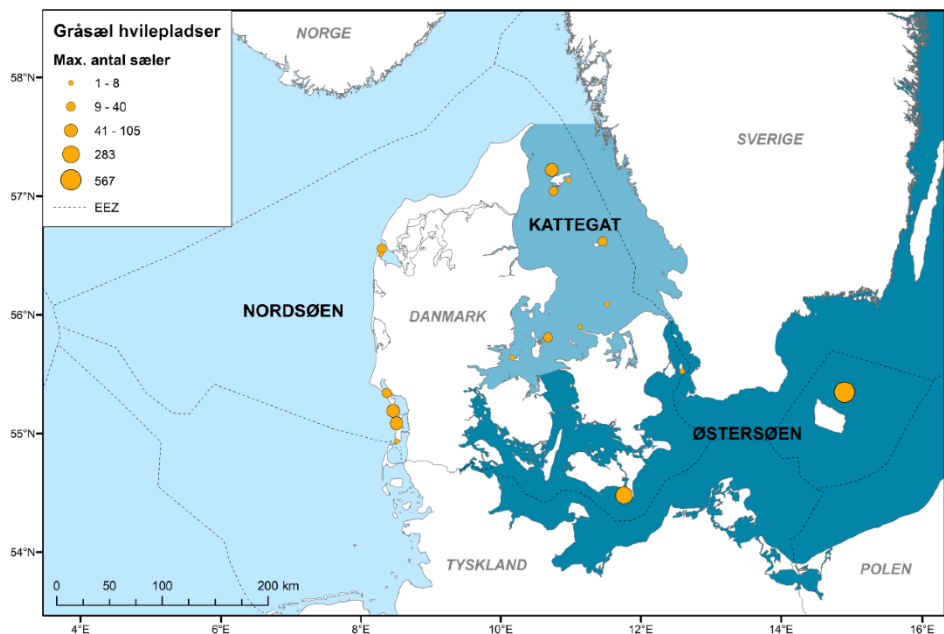 Gråsæl hvilepladser
Max. antal sæler
1 - 8
9 - 40
41 - 105
283
567
EEZ
NORGE
SVERIGE
KATTEGAT
NORDSØEN
DANMARK
ØSTERSØEN
TYSKLAND
POLEN
58°N
57°N
56°N
55°N
54°N
0 50 100 200 km
4°E 6°E 8°E 10°E 12°E 14°E 16°E